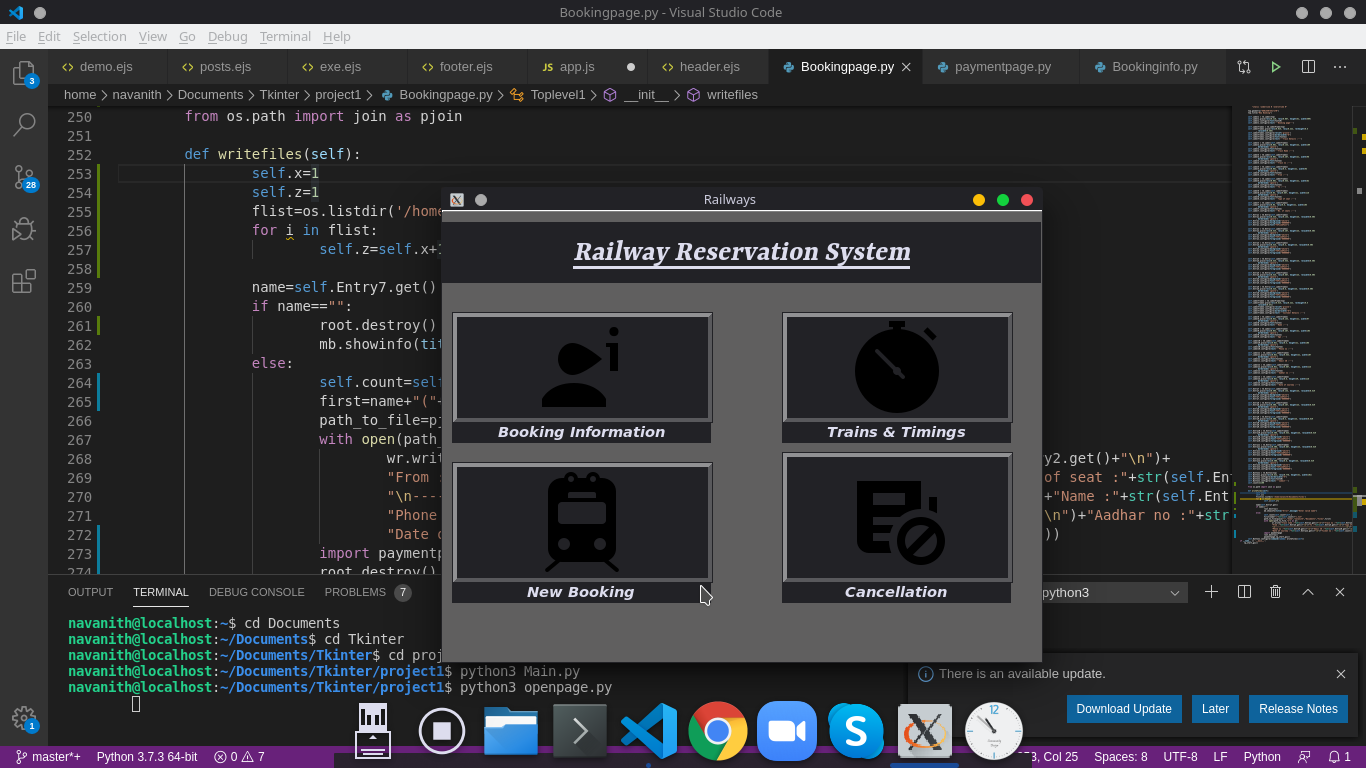 Bookingpage.py - Visual Studio Code
File Edit Selection View Go Debug Terminal Help
demo.ejs posts.ejs exe.ejs footer.ejs JS app.js header.ejs Bookingpage.py paymentpage.py Bookinginfo.py
home > navanith > Documents > Tkinter > project1 > Bookingpage.py > Toplevel1 > __init__ > writefiles
250 from os.path import join as pjoin
251
252 def writefiles(self):
253 self.x=1
254 self.z=1
255 flist=os.listdir('/home
256 for i in flist:
257 self.z=self.x+1
258
259 name=self.Entry7.get()
260 if name=="":
261 root.destroy()
262 mb.showinfo(tit
263 else:
264 self.count=self
265 first=name+"("+
266 path_to_file=pj
267 with open(path_
268 wr.writ y2.get()+"\n")+
269 "From : of seat :"+str(self.En
270 "\n---- +"Name :"+str(self.Ent
271 "Phone \n")+"Aadhar no :"+str
272 "Date o ))
273 import paymentp
274 root.destroy()
Railways
Railway Reservation System
Booking Information
Trains & Timings
New Booking
Cancellation
OUTPUT TERMINAL DEBUG CONSOLE PROBLEMS 7 python3
navanith@localhost:~$ cd Documents
navanith@localhost:~/Documents$ cd Tkinter
navanith@localhost:~/Documents/Tkinter$ cd proj
navanith@localhost:~/Documents/Tkinter/project1$ python3 Main.py
navanith@localhost:~/Documents/Tkinter/project1$ python3 openpage.py
There is an available update.
Download Update Later Release Notes
3
28
1
12
master*+ Python 3.7.3 64-bit 0 7 3, Col 25 Spaces: 8 UTF-8 LF Python 1